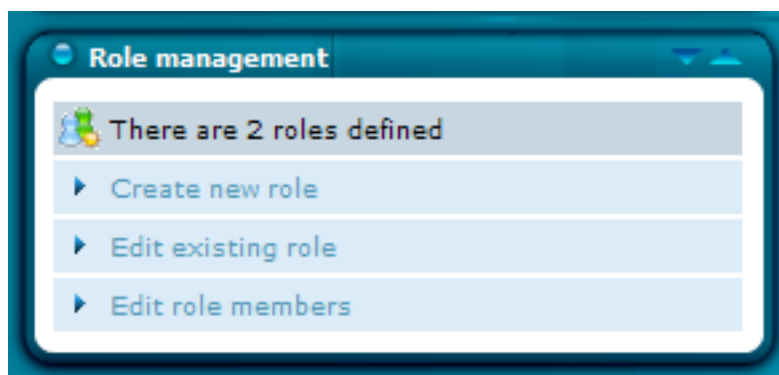 Role management
There are 2 roles defined
Create new role
Edit existing role
Edit role members